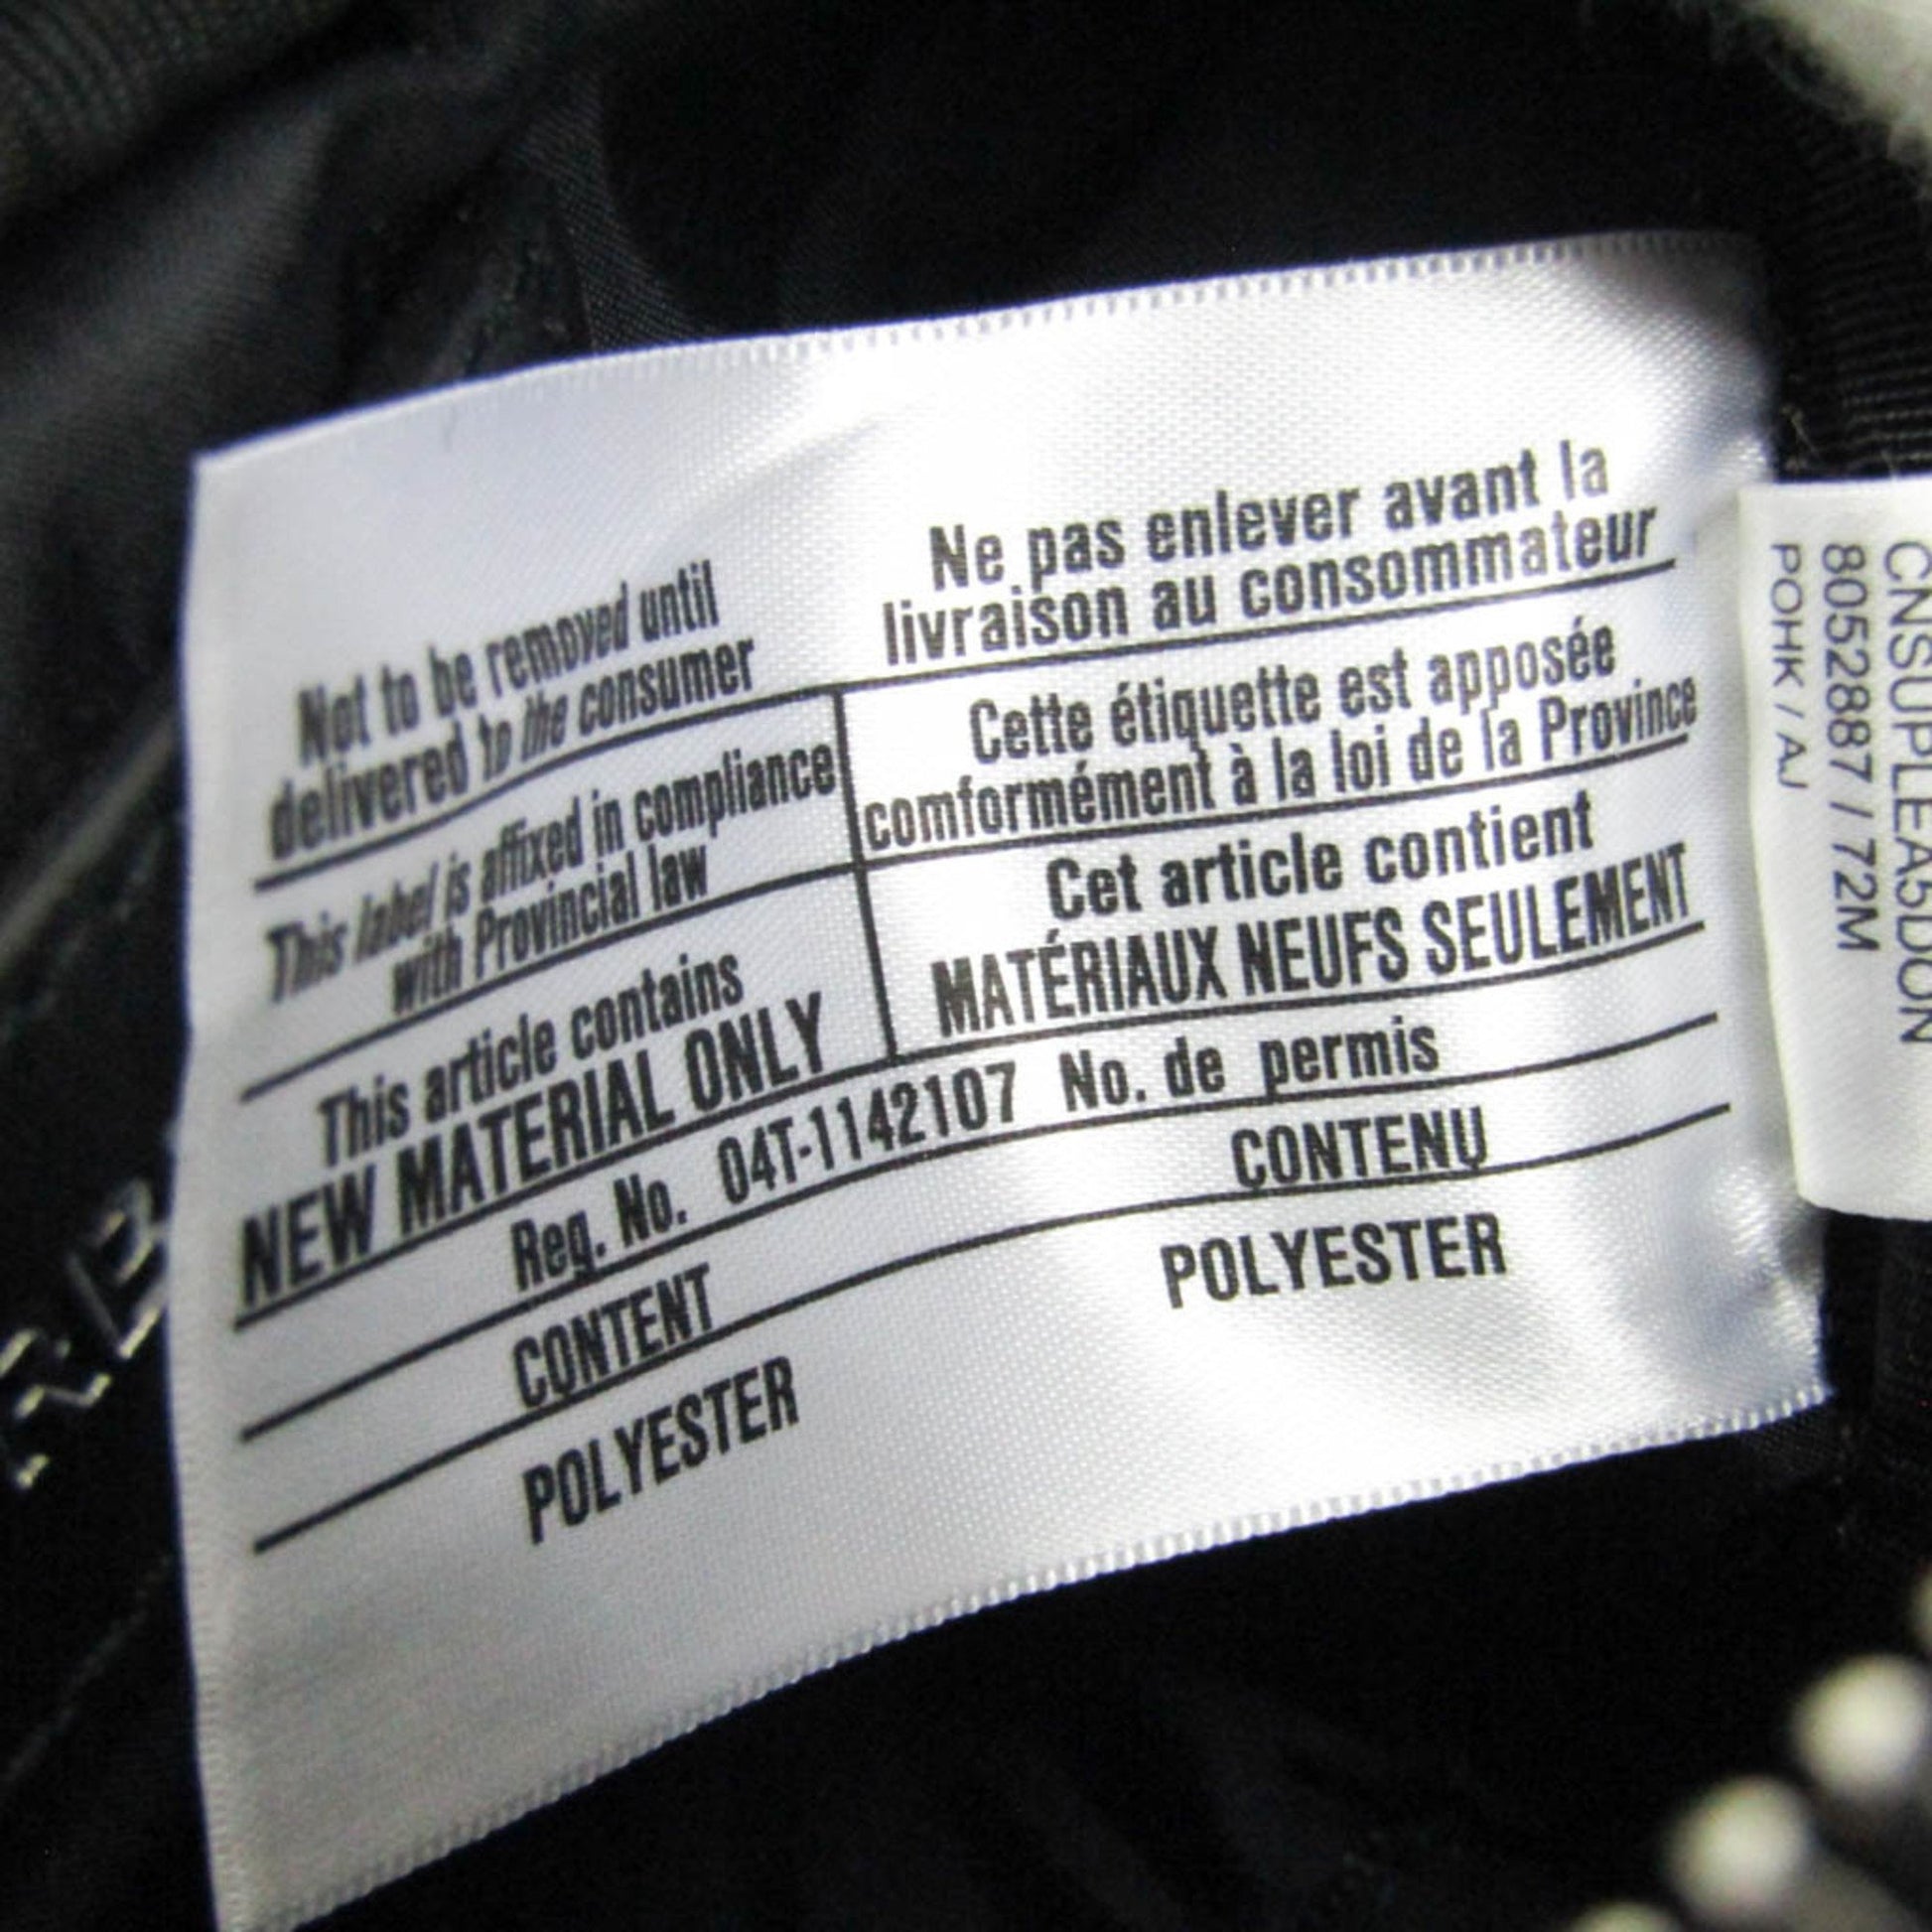 Not to be removed until
delivered to the consumer
Ne pas enlever avant la
livraison au consommateur
This label is affixed in compliance
with Provincial law
Cette étiquette est apposée
comformément à la loi de la Province
This article contains
NEW MATERIAL ONLY
Cet article contient
MATÉRIAUX NEUFS SEULEMENT
Reg. No. 04T-1142107 No. de permis
CONTENT
CONTENU
POLYESTER
POLYESTER
CNSUPLEA5DON
8052887 / 72M
POHK / AJ